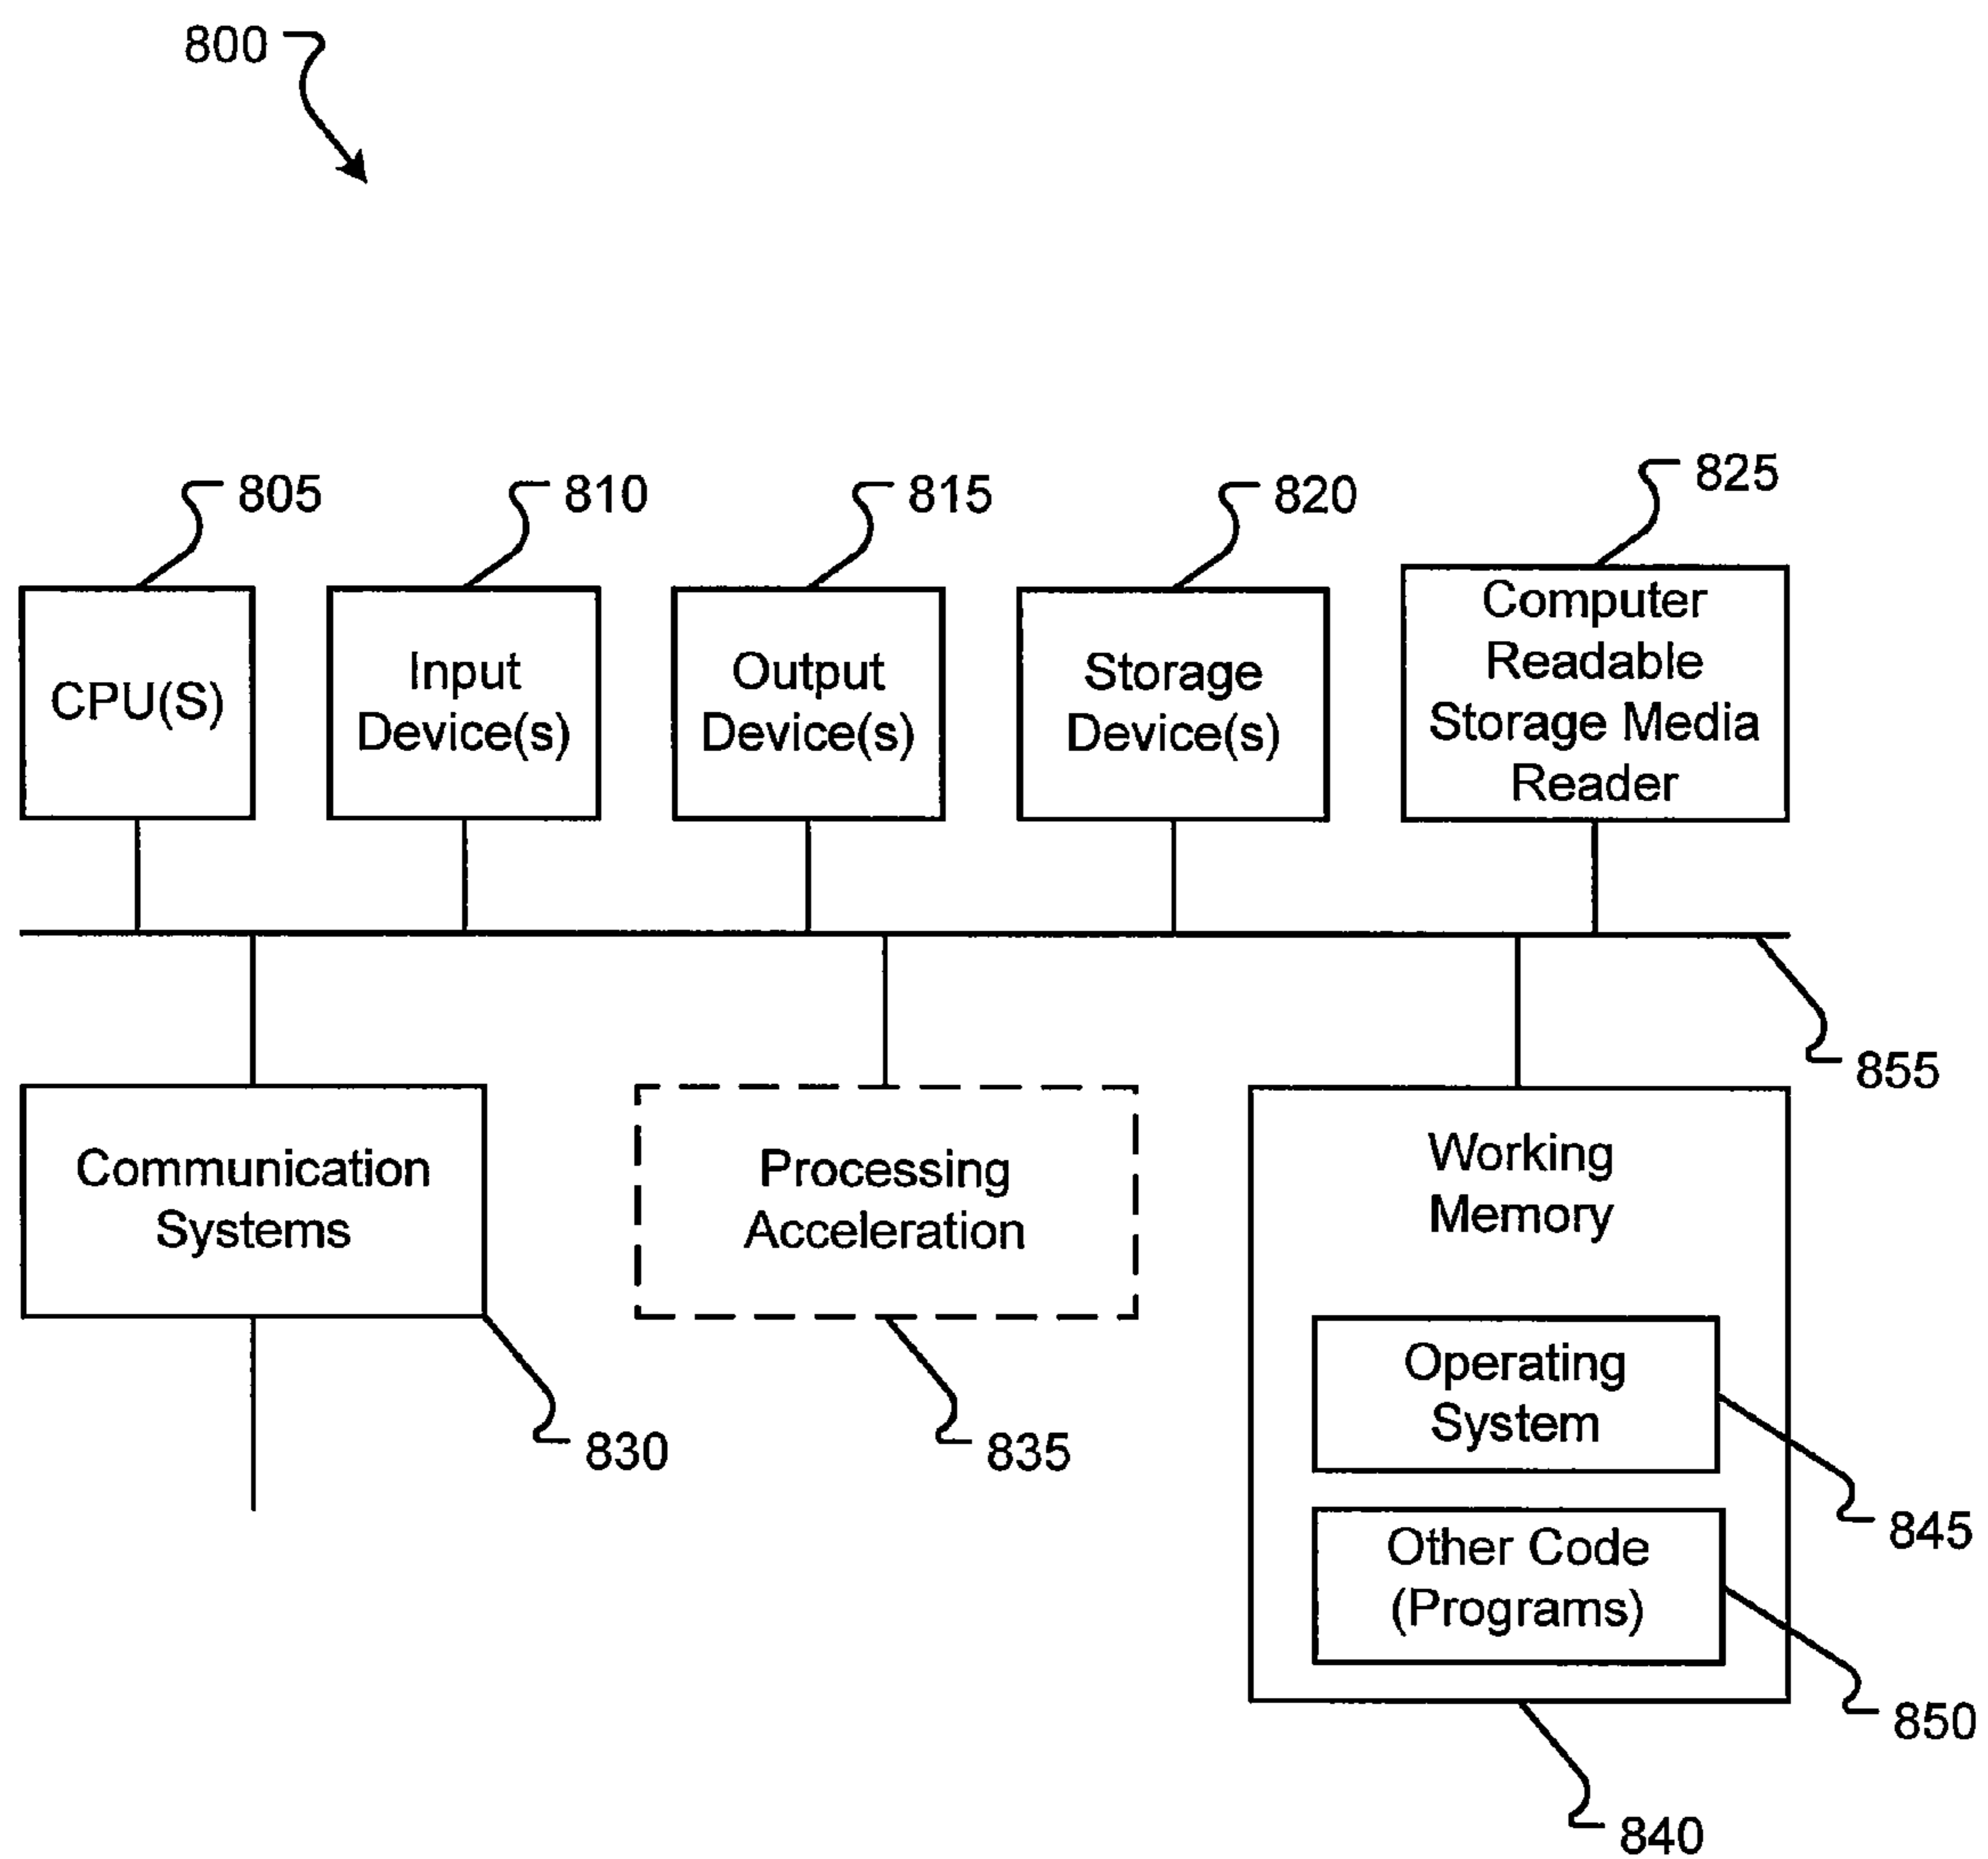 800
805
810
815
820
825
CPU(S)
Input
Device(s)
Output
Device(s)
Storage
Device(s)
Computer
Readable
Storage Media
Reader
855
Communication
Systems
830
Processing
Acceleration
835
Working
Memory
Operating
System
845
Other Code
(Programs)
850
840